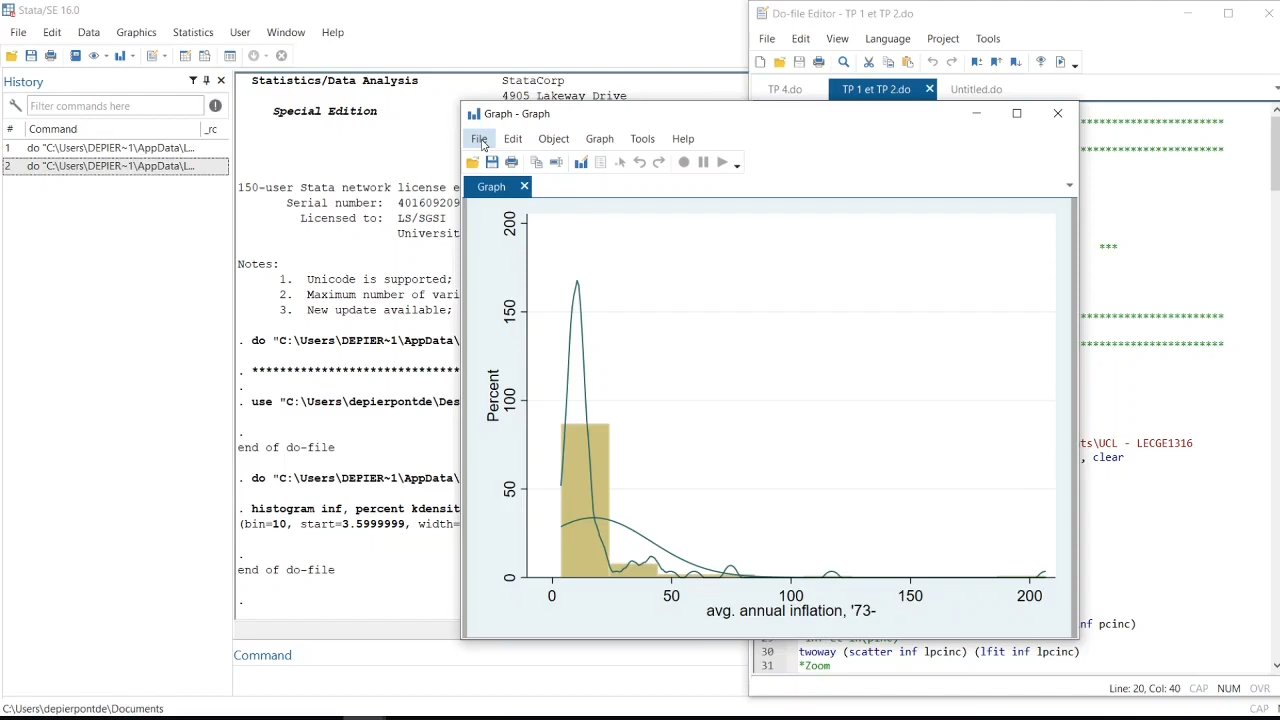 Stata/SE 16.0
File Edit Data Graphics Statistics User Window Help
History
Filter commands here
# Command _rc
1 do "C:\Users\DEPIER~1\AppData\L...
2 do "C:\Users\DEPIER~1\AppData\L...
Statistics/Data Analysis StataCorp
4905 Lakeway Drive
Special Edition
150-user Stata network license e
Serial number: 401609209
Licensed to: LS/SGSI
Universit
Notes:
1. Unicode is supported;
2. Maximum number of vari
3. New update available;
. do "C:\Users\DEPIER~1\AppData\
. ******************************
.
. use "C:\Users\depierpontde\Des
.
end of do-file
. do "C:\Users\DEPIER~1\AppData\
. histogram inf, percent kdensit
(bin=10, start=3.5999999, width=
.
end of do-file
.
Command
C:\Users\depierpontde\Documents
Do-file Editor - TP 1 et TP 2.do
File Edit View Language Project Tools
TP 4.do TP 1 et TP 2.do Untitled.do
*********************
*********************
***
*********************
*********************
ts\UCL - LECGE1316
, clear
nf pcinc)
30 twoway (scatter inf lpcinc) (lfit inf lpcinc)
31 *Zoom
Line: 20, Col: 40 CAP NUM OVR
CAP
Graph - Graph
File Edit Object Graph Tools Help
Graph
200
150
100
50
0
Percent
0 50 100 150 200
avg. annual inflation, '73-